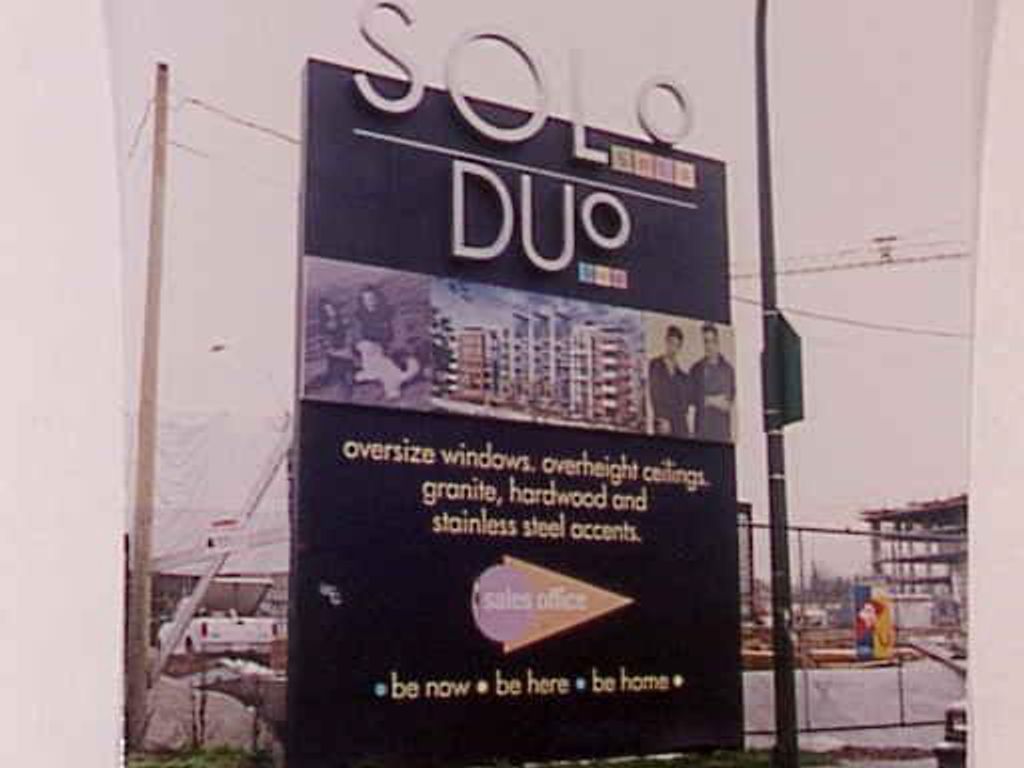 SOLO
DUO
oversize windows. overheight ceilings.
granite, hardwood and
stainless steel accents.
sales office
• be now • be here • be home •